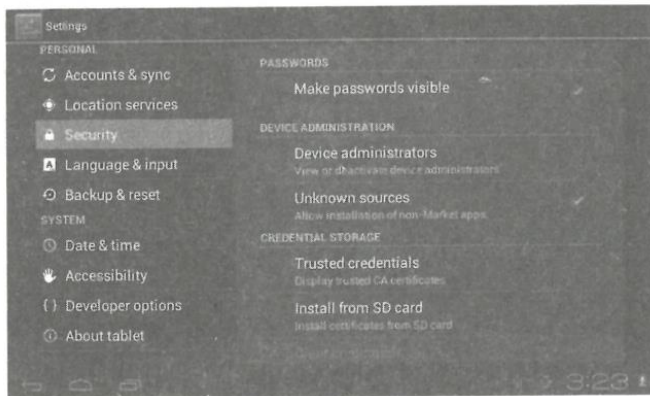 Settings
PERSONAL
Accounts & sync
Location services
Security
Language & input
Backup & reset
SYSTEM
Date & time
Accessibility
Developer options
About tablet
PASSWORDS
Make passwords visible
DEVICE ADMINISTRATION
Device administrators
View or deactivate device administrators
Unknown sources
Allow installation of non-Market apps
CREDENTIAL STORAGE
Trusted credentials
Display trusted CA certificates
Install from SD card
Install certificates from SD card
3:23